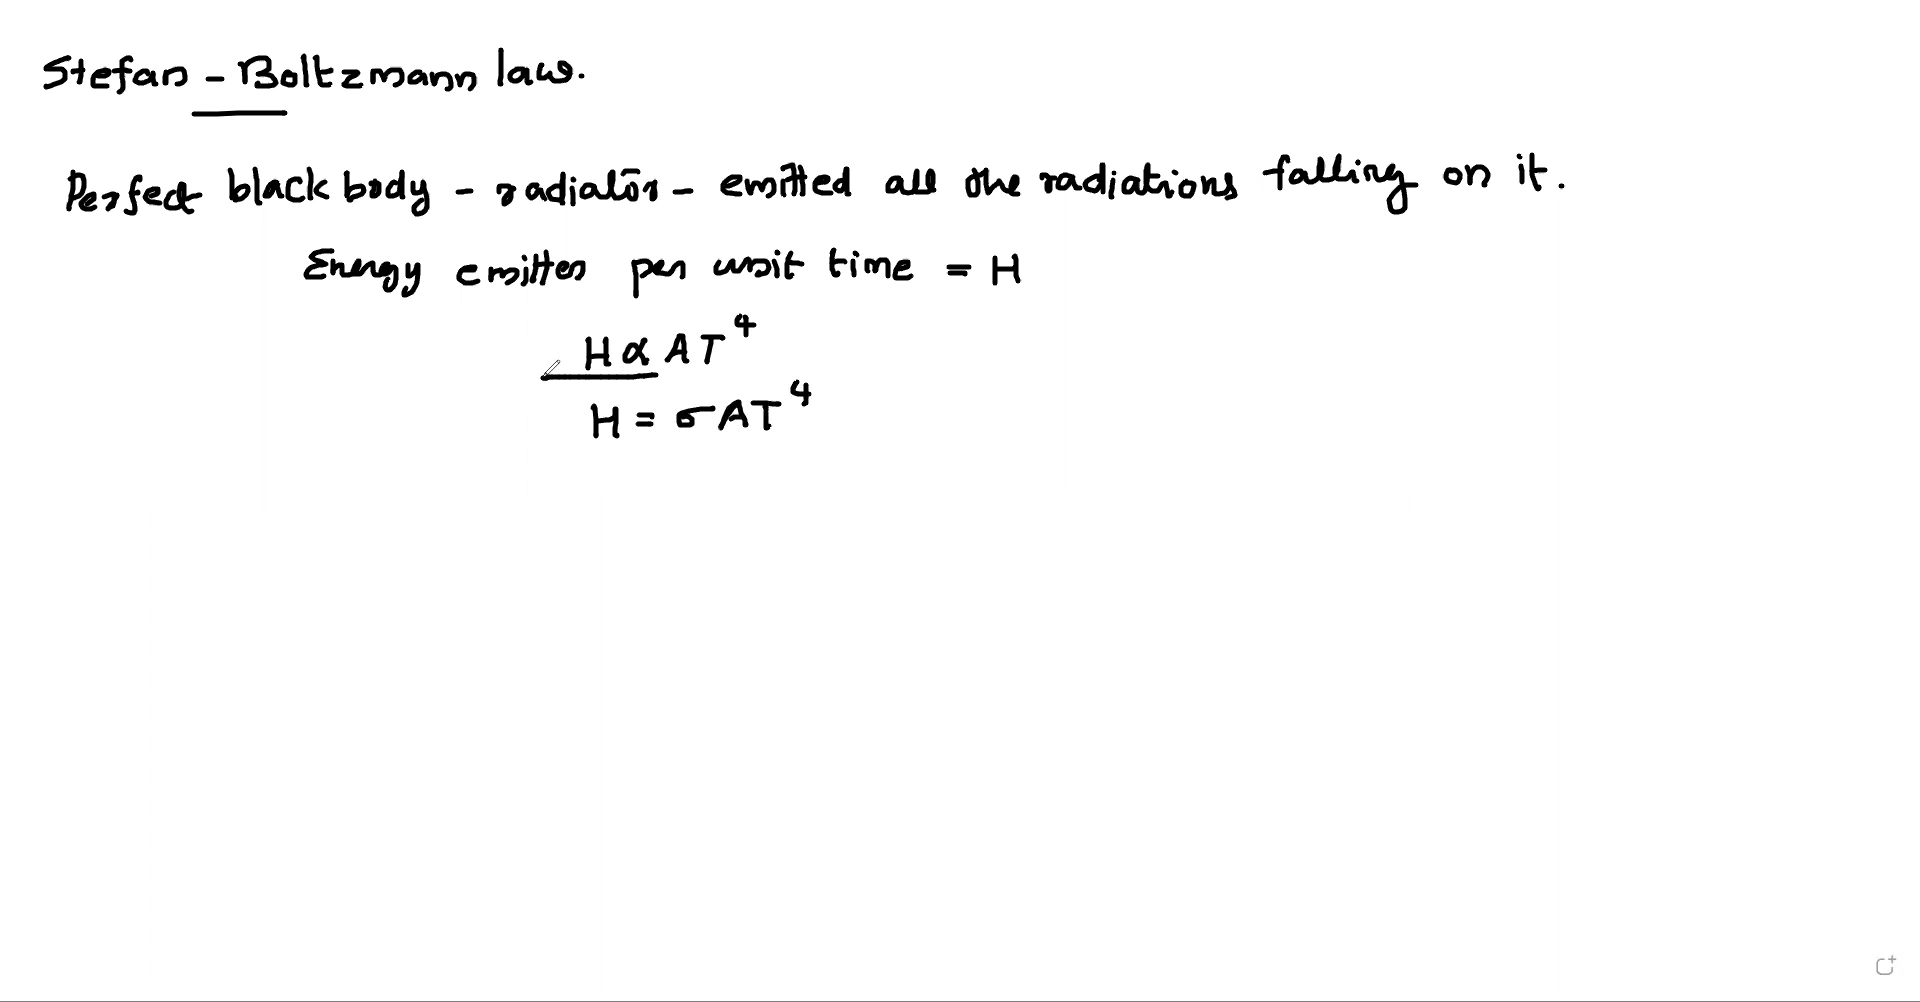 Stefan - Boltzmann law.
Perfect black body - radiator - emitted all the radiations falling on it.
Energy emitter per unit time = H
H ∝ AT⁴
H = σAT⁴